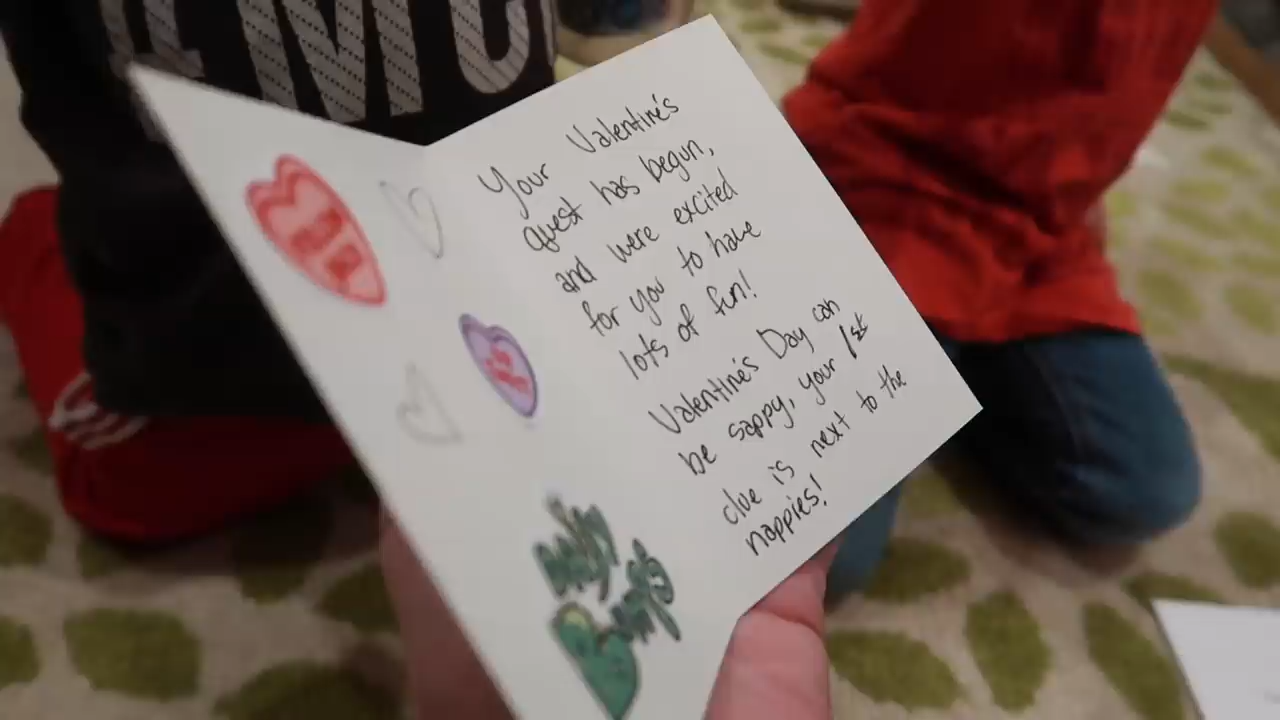 Your Valentine's
quest has begun,
and were excited
for you to have
lots of fun!
Valentine's Day can
be sappy, your 1st
clue is next to the
nappies!